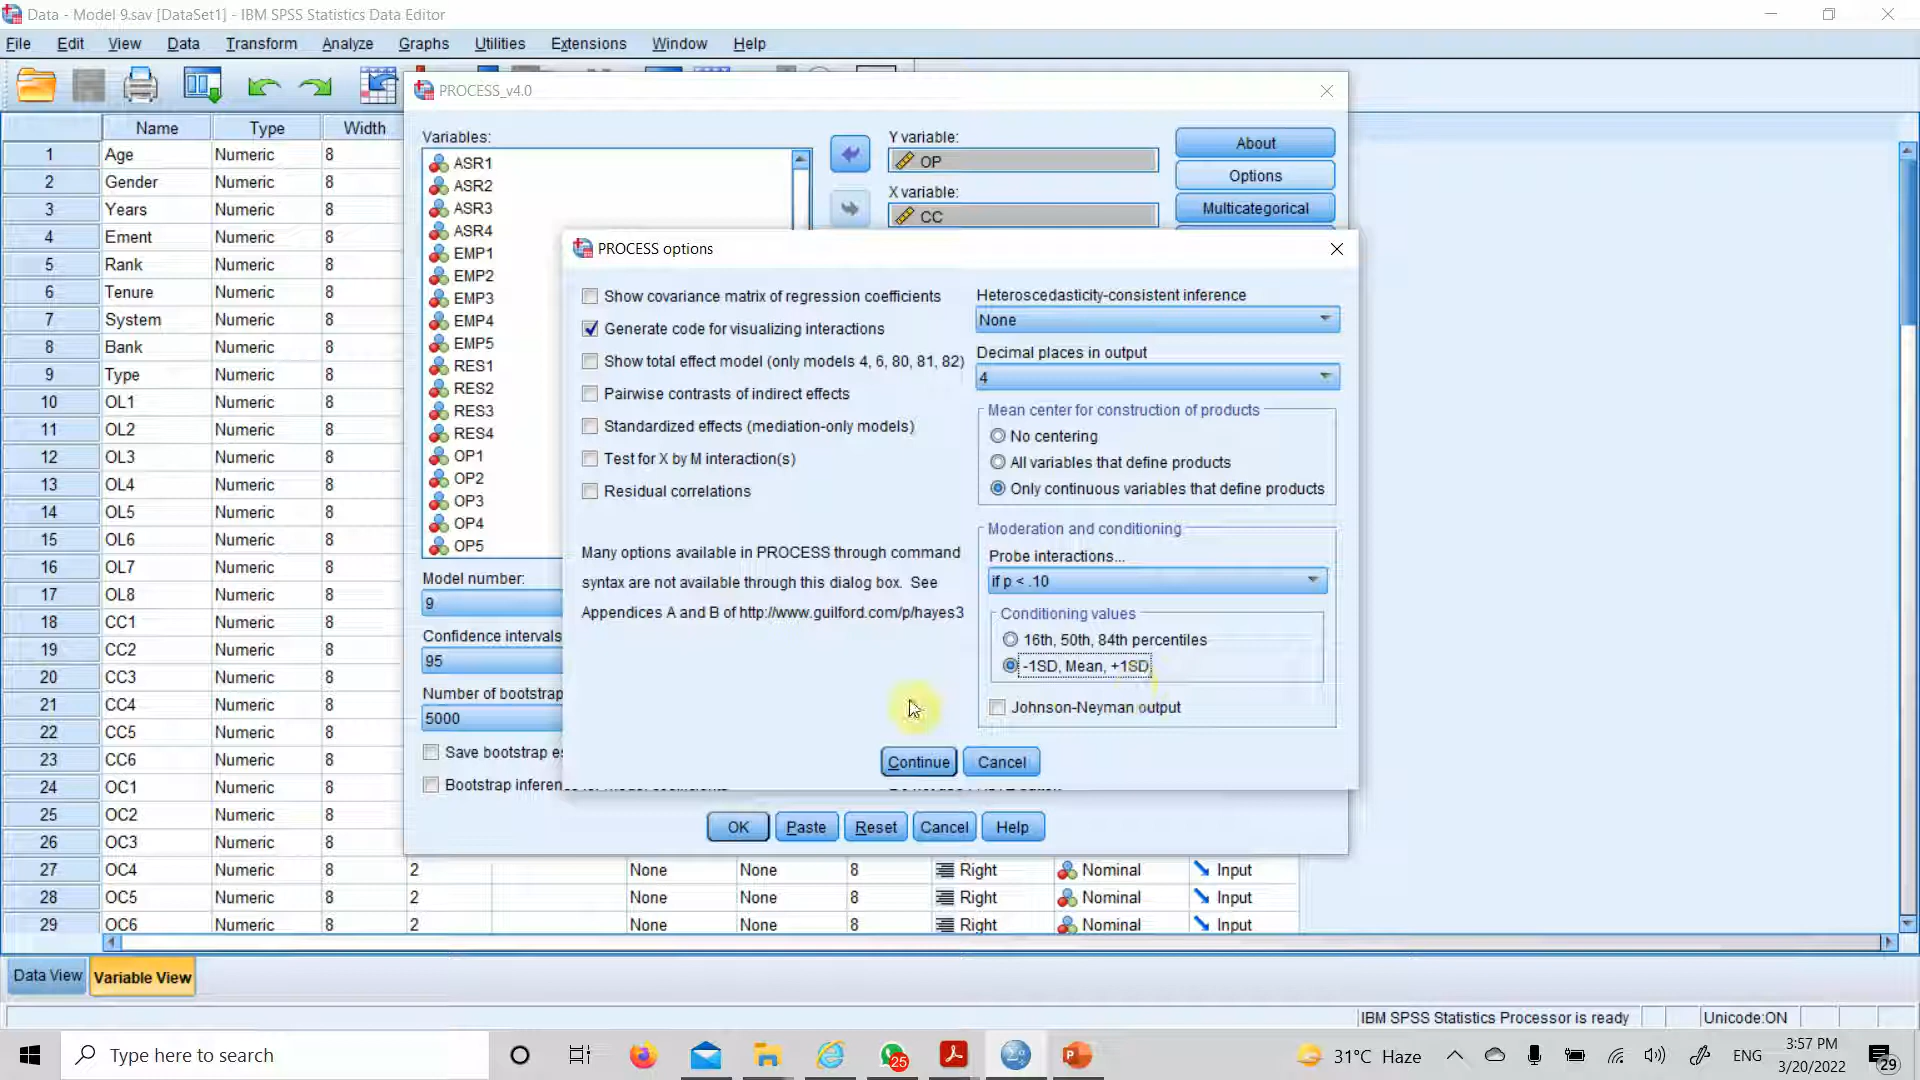 Data - Model 9.sav [DataSet1] - IBM SPSS Statistics Data Editor
File Edit View Data Transform Analyze Graphs Utilities Extensions Window Help
PROCESS_v4.0
Name Type Width
1 Age Numeric 8
2 Gender Numeric 8
3 Years Numeric 8
4 Ement Numeric 8
5 Rank Numeric 8
6 Tenure Numeric 8
7 System Numeric 8
8 Bank Numeric 8
9 Type Numeric 8
10 OL1 Numeric 8
11 OL2 Numeric 8
12 OL3 Numeric 8
13 OL4 Numeric 8
14 OL5 Numeric 8
15 OL6 Numeric 8
16 OL7 Numeric 8
17 OL8 Numeric 8
18 CC1 Numeric 8
19 CC2 Numeric 8
20 CC3 Numeric 8
21 CC4 Numeric 8
22 CC5 Numeric 8
23 CC6 Numeric 8
24 OC1 Numeric 8
25 OC2 Numeric 8
26 OC3 Numeric 8
27 OC4 Numeric 8 2 None None 8 Right Nominal Input
28 OC5 Numeric 8 2 None None 8 Right Nominal Input
29 OC6 Numeric 8 2 None None 8 Right Nominal Input
Variables:
ASR1
ASR2
ASR3
ASR4
EMP1
EMP2
EMP3
EMP4
EMP5
RES1
RES2
RES3
RES4
OP1
OP2
OP3
OP4
OP5
Y variable:
OP
X variable:
CC
About
Options
Multicategorical
Model number:
9
Confidence intervals
95
Number of bootstrap
5000
Save bootstrap
Bootstrap
OK Paste Reset Cancel Help
PROCESS options
Show covariance matrix of regression coefficients
Generate code for visualizing interactions
Show total effect model (only models 4, 6, 80, 81, 82)
Pairwise contrasts of indirect effects
Standardized effects (mediation-only models)
Test for X by M interaction(s)
Residual correlations
Many options available in PROCESS through command
syntax are not available through this dialog box. See
Appendices A and B of http://www.guilford.com/p/hayes3
Heteroscedasticity-consistent inference
None
Decimal places in output
4
Mean center for construction of products
No centering
All variables that define products
Only continuous variables that define products
Moderation and conditioning
Probe interactions...
if p < .10
Conditioning values
16th, 50th, 84th percentiles
-1SD, Mean, +1SD
Johnson-Neyman output
Continue Cancel
Data View Variable View
IBM SPSS Statistics Processor is ready Unicode:ON
Type here to search
25
31°C Haze
ENG
3:57 PM
3/20/2022
29